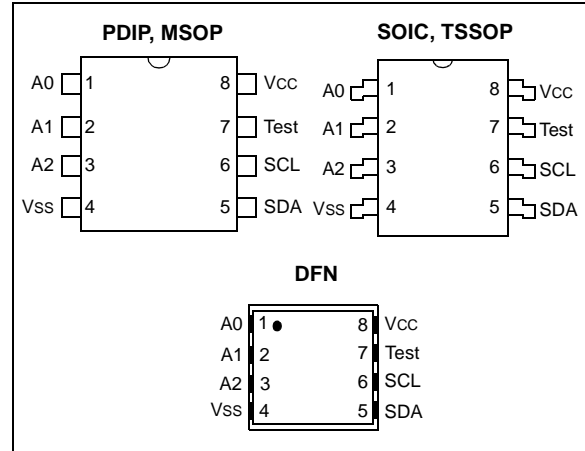 PDIP, MSOP
A0 1 8 VCC
A1 2 7 Test
A2 3 6 SCL
VSS 4 5 SDA
SOIC, TSSOP
A0 1 8 VCC
A1 2 7 Test
A2 3 6 SCL
VSS 4 5 SDA
DFN
A0 1 8 VCC
A1 2 7 Test
A2 3 6 SCL
VSS 4 5 SDA